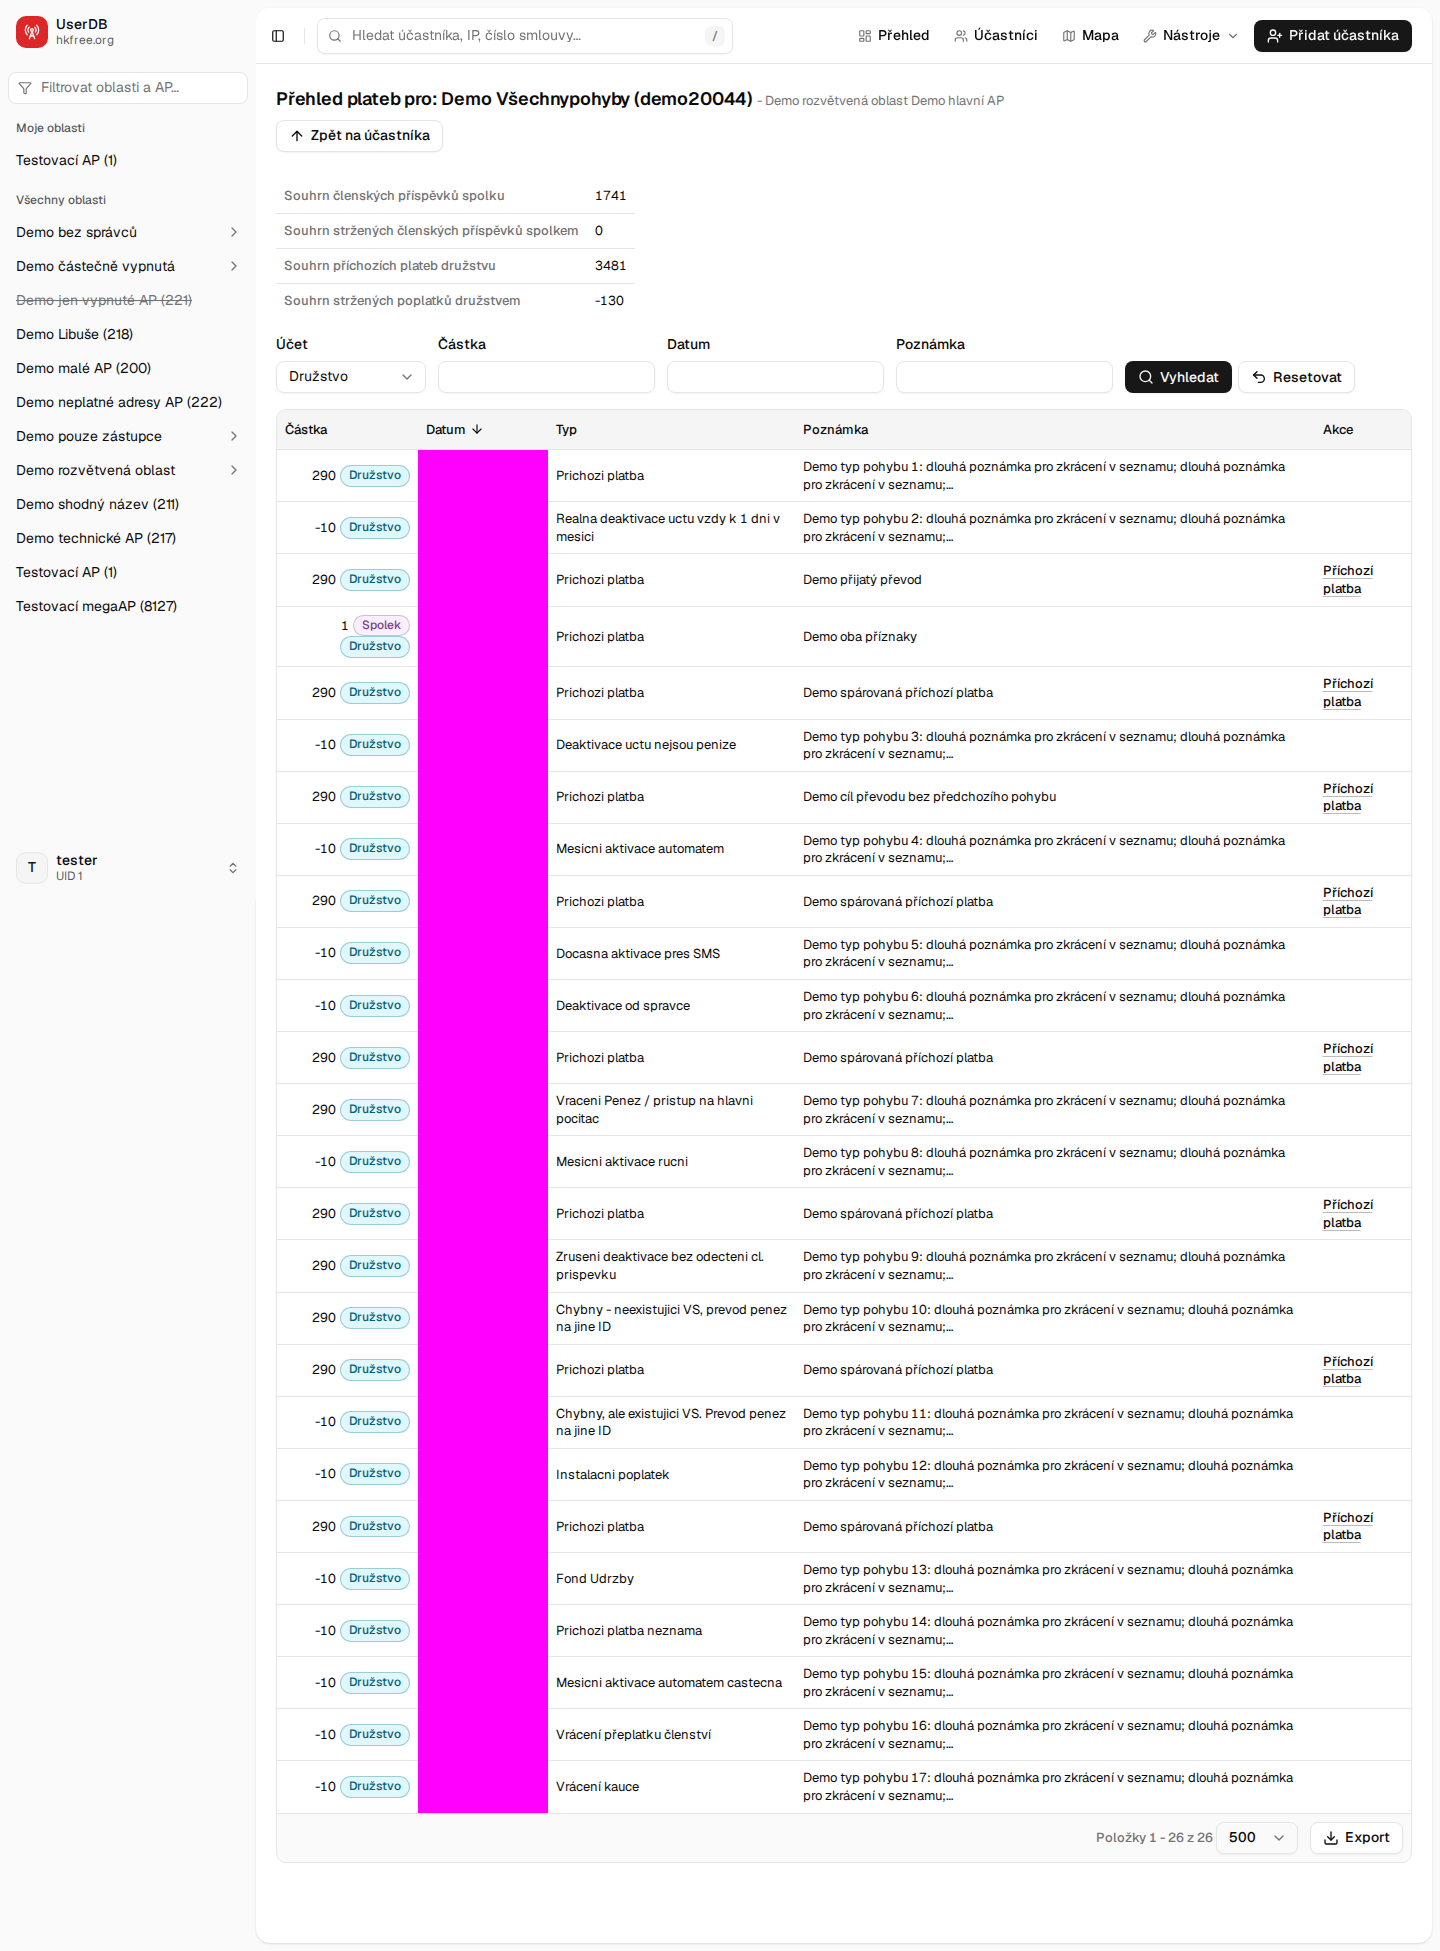 UserDB
hkfree.org
Filtrovat oblasti a AP...
Moje oblasti
Testovací AP (1)
Všechny oblasti
Demo bez správců
Demo částečně vypnutá
Demo jen vypnuté AP (221)
Demo Libuše (218)
Demo malé AP (200)
Demo neplatné adresy AP (222)
Demo pouze zástupce
Demo rozvětvená oblast
Demo shodný název (211)
Demo technické AP (217)
Testovací AP (1)
Testovací megaAP (8127)
T
tester
UID 1
Hledat účastníka, IP, číslo smlouvy...
/
Přehled
Účastníci
Mapa
Nástroje
Přidat účastníka
Přehled plateb pro: Demo Všechnypohyby (demo20044) - Demo rozvětvená oblast Demo hlavní AP
Zpět na účastníka
Souhrn členských příspěvků spolku 1741
Souhrn stržených členských příspěvků spolkem 0
Souhrn příchozích plateb družstvu 3481
Souhrn stržených poplatků družstvem -130
Účet Částka Datum Poznámka
Družstvo
Vyhledat
Resetovat
Částka Datum Typ Poznámka Akce
290 Družstvo Prichozi platba Demo typ pohybu 1: dlouhá poznámka pro zkrácení v seznamu; dlouhá poznámka
pro zkrácení v seznamu;...
-10 Družstvo Realna deaktivace uctu vzdy k 1 dni v
mesici
Demo typ pohybu 2: dlouhá poznámka pro zkrácení v seznamu; dlouhá poznámka
pro zkrácení v seznamu;...
290 Družstvo Prichozi platba Demo přijatý převod Příchozí
platba
1 Spolek
Družstvo
Prichozi platba Demo oba příznaky
290 Družstvo Prichozi platba Demo spárovaná příchozí platba Příchozí
platba
-10 Družstvo Deaktivace uctu nejsou penize Demo typ pohybu 3: dlouhá poznámka pro zkrácení v seznamu; dlouhá poznámka
pro zkrácení v seznamu;...
290 Družstvo Prichozi platba Demo cíl převodu bez předchozího pohybu Příchozí
platba
-10 Družstvo Mesicni aktivace automatem Demo typ pohybu 4: dlouhá poznámka pro zkrácení v seznamu; dlouhá poznámka
pro zkrácení v seznamu;...
290 Družstvo Prichozi platba Demo spárovaná příchozí platba Příchozí
platba
-10 Družstvo Docasna aktivace pres SMS Demo typ pohybu 5: dlouhá poznámka pro zkrácení v seznamu; dlouhá poznámka
pro zkrácení v seznamu;...
-10 Družstvo Deaktivace od spravce Demo typ pohybu 6: dlouhá poznámka pro zkrácení v seznamu; dlouhá poznámka
pro zkrácení v seznamu;...
290 Družstvo Prichozi platba Demo spárovaná příchozí platba Příchozí
platba
290 Družstvo Vraceni Penez / pristup na hlavni
pocitac
Demo typ pohybu 7: dlouhá poznámka pro zkrácení v seznamu; dlouhá poznámka
pro zkrácení v seznamu;...
-10 Družstvo Mesicni aktivace rucni Demo typ pohybu 8: dlouhá poznámka pro zkrácení v seznamu; dlouhá poznámka
pro zkrácení v seznamu;...
290 Družstvo Prichozi platba Demo spárovaná příchozí platba Příchozí
platba
290 Družstvo Zruseni deaktivace bez odecteni cl.
prispevku
Demo typ pohybu 9: dlouhá poznámka pro zkrácení v seznamu; dlouhá poznámka
pro zkrácení v seznamu;...
290 Družstvo Chybny - neexistujici VS, prevod penez
na jine ID
Demo typ pohybu 10: dlouhá poznámka pro zkrácení v seznamu; dlouhá poznámka
pro zkrácení v seznamu;...
290 Družstvo Prichozi platba Demo spárovaná příchozí platba Příchozí
platba
-10 Družstvo Chybny, ale existujici VS. Prevod penez
na jine ID
Demo typ pohybu 11: dlouhá poznámka pro zkrácení v seznamu; dlouhá poznámka
pro zkrácení v seznamu;...
-10 Družstvo Instalacni poplatek Demo typ pohybu 12: dlouhá poznámka pro zkrácení v seznamu; dlouhá poznámka
pro zkrácení v seznamu;...
290 Družstvo Prichozi platba Demo spárovaná příchozí platba Příchozí
platba
-10 Družstvo Fond Udrzby Demo typ pohybu 13: dlouhá poznámka pro zkrácení v seznamu; dlouhá poznámka
pro zkrácení v seznamu;...
-10 Družstvo Prichozi platba neznama Demo typ pohybu 14: dlouhá poznámka pro zkrácení v seznamu; dlouhá poznámka
pro zkrácení v seznamu;...
-10 Družstvo Mesicni aktivace automatem castecna Demo typ pohybu 15: dlouhá poznámka pro zkrácení v seznamu; dlouhá poznámka
pro zkrácení v seznamu;...
-10 Družstvo Vrácení přeplatku členství Demo typ pohybu 16: dlouhá poznámka pro zkrácení v seznamu; dlouhá poznámka
pro zkrácení v seznamu;...
-10 Družstvo Vrácení kauce Demo typ pohybu 17: dlouhá poznámka pro zkrácení v seznamu; dlouhá poznámka
pro zkrácení v seznamu;...
Položky 1 - 26 z 26 500 Export